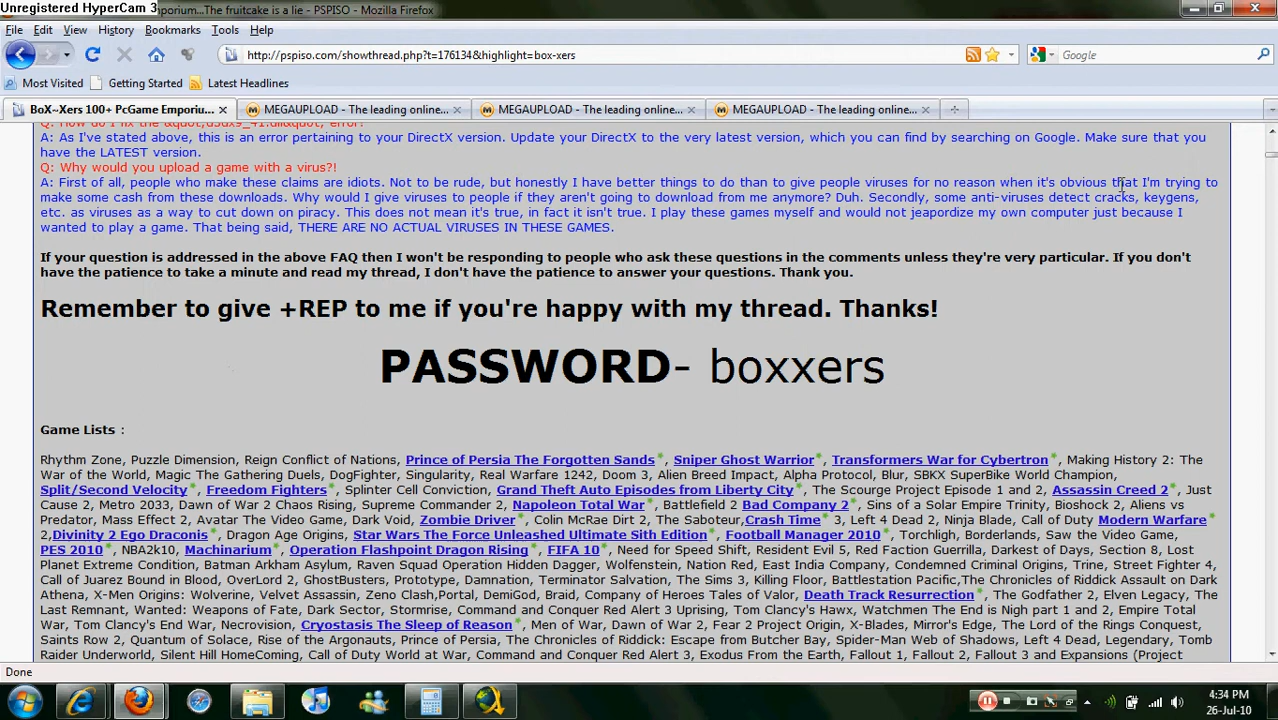 Unregistered HyperCam 3
mporium...The fruitcake is a lie - PSPISO - Mozilla Firefox
File Edit View History Bookmarks Tools Help
http://pspiso.com/showthread.php?t=176134&highlight=box-xers
Google
Most Visited Getting Started Latest Headlines
BoX~Xers 100+ PcGame Emporiu... MEGAUPLOAD - The leading online... MEGAUPLOAD - The leading online... MEGAUPLOAD - The leading online...
Q: How do I fix the &quot;d3dx9_41.dll&quot; error?
A: As I've stated above, this is an error pertaining to your DirectX version. Update your DirectX to the very latest version, which you can find by searching on Google. Make sure that you
have the LATEST version.
Q: Why would you upload a game with a virus?!
A: First of all, people who make these claims are idiots. Not to be rude, but honestly I have better things to do than to give people viruses for no reason when it's obvious that I'm trying to
make some cash from these downloads. Why would I give viruses to people if they aren't going to download from me anymore? Duh. Secondly, some anti-viruses detect cracks, keygens,
etc. as viruses as a way to cut down on piracy. This does not mean it's true, in fact it isn't true. I play these games myself and would not jeapordize my own computer just because I
wanted to play a game. That being said, THERE ARE NO ACTUAL VIRUSES IN THESE GAMES.
If your question is addressed in the above FAQ then I won't be responding to people who ask these questions in the comments unless they're very particular. If you don't
have the patience to take a minute and read my thread, I don't have the patience to answer your questions. Thank you.
Remember to give +REP to me if you're happy with my thread. Thanks!
PASSWORD- boxxers
Game Lists :
Rhythm Zone, Puzzle Dimension, Reign Conflict of Nations, Prince of Persia The Forgotten Sands*, Sniper Ghost Warrior*, Transformers War for Cybertron*, Making History 2: The
War of the World, Magic The Gathering Duels, DogFighter, Singularity, Real Warfare 1242, Doom 3, Alien Breed Impact, Alpha Protocol, Blur, SBKX SuperBike World Champion,
Split/Second Velocity*, Freedom Fighters*, Splinter Cell Conviction, Grand Theft Auto Episodes from Liberty City*, The Scourge Project Episode 1 and 2, Assassin Creed 2*, Just
Cause 2, Metro 2033, Dawn of War 2 Chaos Rising, Supreme Commander 2, Napoleon Total War*, Battlefield 2 Bad Company 2*, Sins of a Solar Empire Trinity, Bioshock 2, Aliens vs
Predator, Mass Effect 2, Avatar The Video Game, Dark Void, Zombie Driver*, Colin McRae Dirt 2, The Saboteur,Crash Time* 3, Left 4 Dead 2, Ninja Blade, Call of Duty Modern Warfare*
2,Divinity 2 Ego Draconis*, Dragon Age Origins, Star Wars The Force Unleashed Ultimate Sith Edition*, Football Manager 2010*, Torchligh, Borderlands, Saw the Video Game,
PES 2010*, NBA2k10, Machinarium*, Operation Flashpoint Dragon Rising*, FIFA 10*, Need for Speed Shift, Resident Evil 5, Red Faction Guerrilla, Darkest of Days, Section 8, Lost
Planet Extreme Condition, Batman Arkham Asylum, Raven Squad Operation Hidden Dagger, Wolfenstein, Nation Red, East India Company, Condemned Criminal Origins, Trine, Street Fighter 4,
Call of Juarez Bound in Blood, OverLord 2, GhostBusters, Prototype, Damnation, Terminator Salvation, The Sims 3, Killing Floor, Battlestation Pacific,The Chronicles of Riddick Assault on Dark
Athena, X-Men Origins: Wolverine, Velvet Assassin, Zeno Clash,Portal, DemiGod, Braid, Company of Heroes Tales of Valor, Death Track Resurrection*, The Godfather 2, Elven Legacy, The
Last Remnant, Wanted: Weapons of Fate, Dark Sector, Stormrise, Command and Conquer Red Alert 3 Uprising, Tom Clancy's Hawx, Watchmen The End is Nigh part 1 and 2, Empire Total
War, Tom Clancy's End War, Necrovision, Cryostasis The Sleep of Reason*, Men of War, Dawn of War 2, Fear 2 Project Origin, X-Blades, Mirror's Edge, The Lord of the Rings Conquest,
Saints Row 2, Quantum of Solace, Rise of the Argonauts, Prince of Persia, The Chronicles of Riddick: Escape from Butcher Bay, Spider-Man Web of Shadows, Left 4 Dead, Legendary, Tomb
Raider Underworld, Silent Hill HomeComing, Call of Duty World at War, Command and Conquer Red Alert 3, Exodus From the Earth, Fallout 1, Fallout 2, Fallout 3 and Expansions (Project
Done
4:34 PM
26-Jul-10